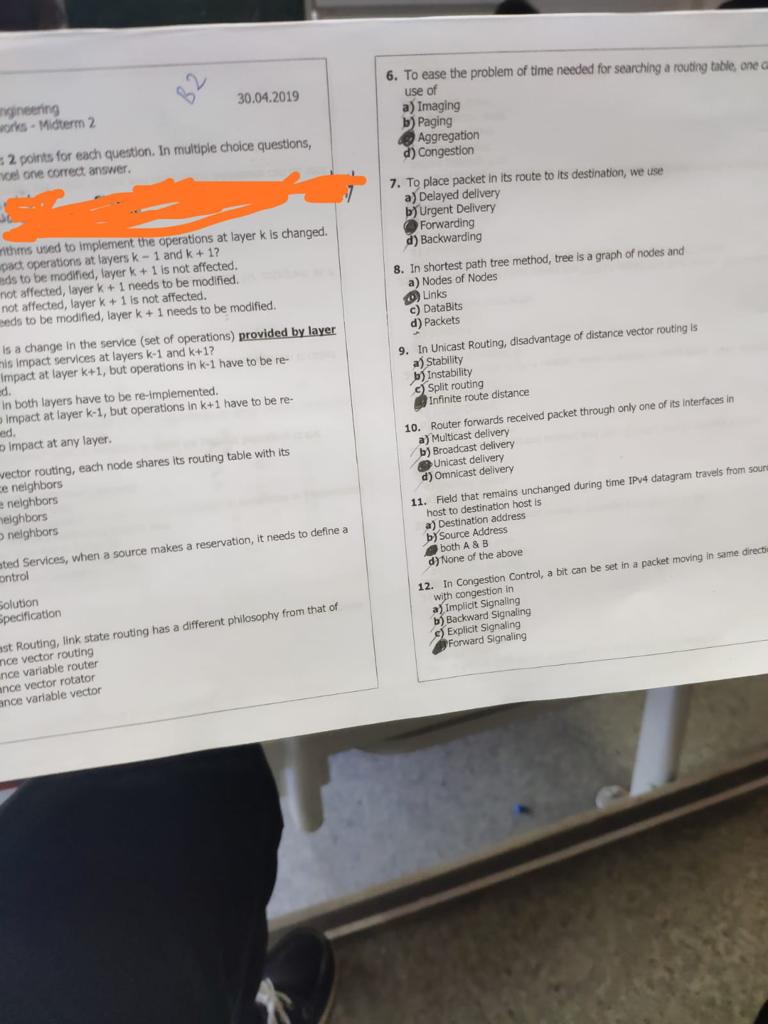 B2
30.04.2019
ngineering
orks - Midterm 2
2 points for each question. In multiple choice questions,
one correct answer.
rithms used to implement the operations at layer k is changed.
pact operations at layers k – 1 and k + 1?
eds to be modified, layer k + 1 is not affected.
not affected, layer k + 1 needs to be modified.
not affected, layer k + 1 is not affected.
eeds to be modified, layer k + 1 needs to be modified.
is a change in the service (set of operations) provided by layer
his impact services at layers k-1 and k+1?
impact at layer k+1, but operations in k-1 have to be re-
ed.
in both layers have to be re-implemented.
o impact at layer k-1, but operations in k+1 have to be re-
ed.
o impact at any layer.
vector routing, each node shares its routing table with its
e neighbors
e neighbors
neighbors
o neighbors
ated Services, when a source makes a reservation, it needs to define a
ontrol
Solution
Specification
ast Routing, link state routing has a different philosophy from that of
nce vector routing
nce variable router
ance vector rotator
ance variable vector
6. To ease the problem of time needed for searching a routing table, one c
use of
a) Imaging
b) Paging
Aggregation
d) Congestion
7. To place packet in its route to its destination, we use
a) Delayed delivery
b) Urgent Delivery
Forwarding
d) Backwarding
8. In shortest path tree method, tree is a graph of nodes and
a) Nodes of Nodes
b) Links
c) DataBits
d) Packets
9. In Unicast Routing, disadvantage of distance vector routing is
a) Stability
b) Instability
c) Split routing
Infinite route distance
10. Router forwards received packet through only one of its interfaces in
a) Multicast delivery
b) Broadcast delivery
Unicast delivery
d) Omnicast delivery
11. Field that remains unchanged during time IPv4 datagram travels from sour
host to destination host is
a) Destination address
b) Source Address
both A & B
d) None of the above
12. In Congestion Control, a bit can be set in a packet moving in same directi
with congestion in
a) Implicit Signaling
b) Backward Signaling
c) Explicit Signaling
Forward Signaling